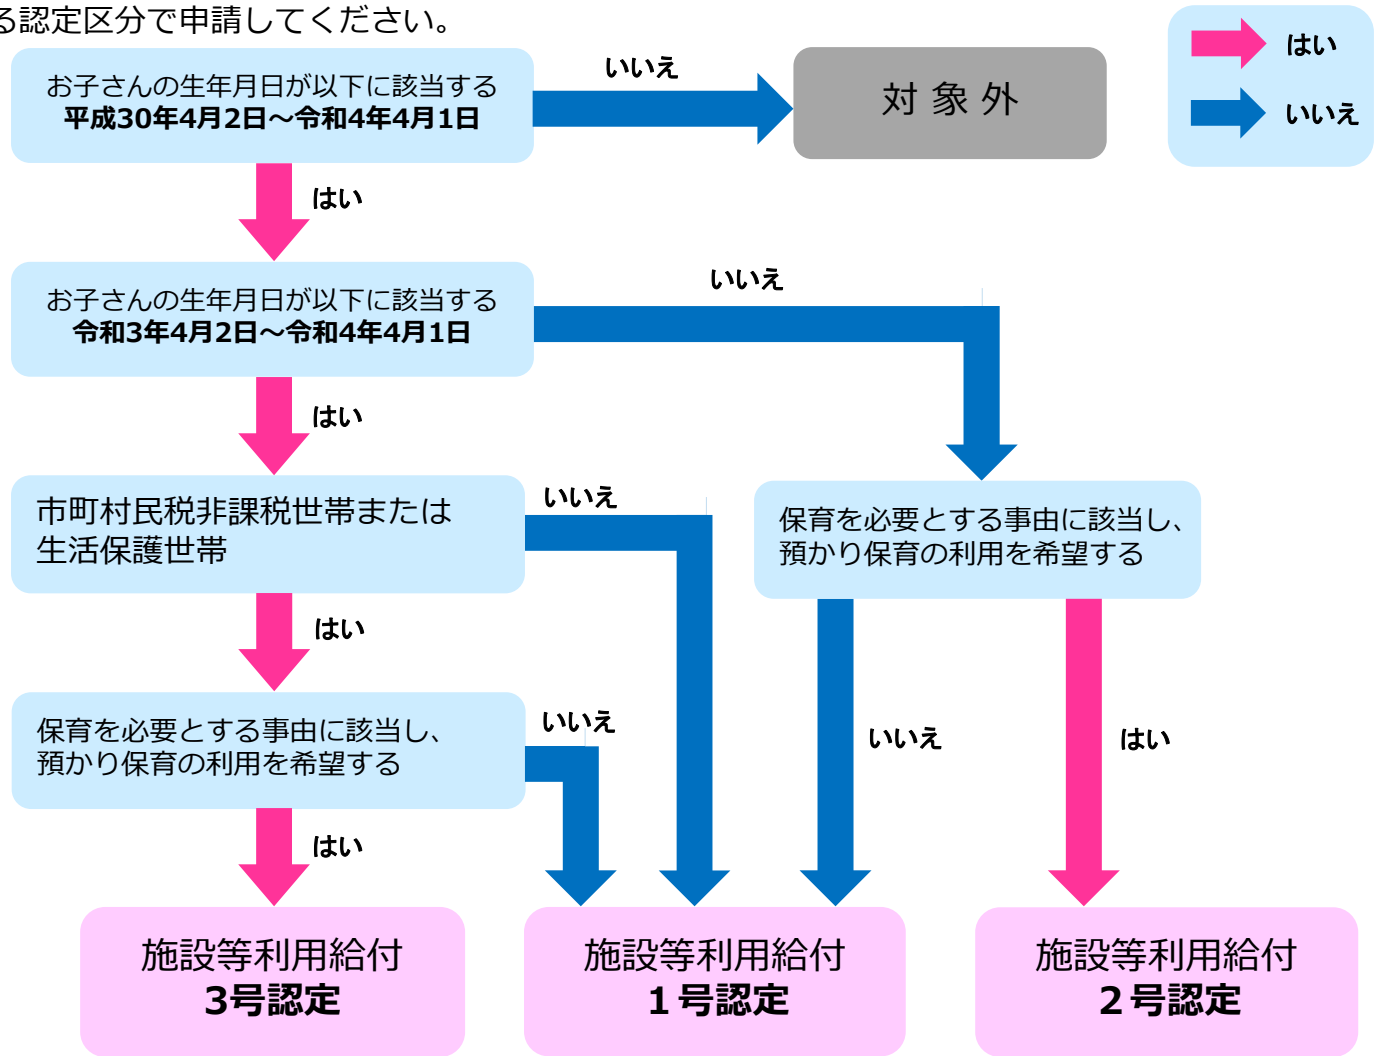 る認定区分で申請してください。
はい
いいえ
お子さんの生年月日が以下に該当する
平成30年4月2日～令和4年4月1日
いいえ
対 象 外
はい
お子さんの生年月日が以下に該当する
令和3年4月2日～令和4年4月1日
いいえ
はい
市町村民税非課税世帯または
生活保護世帯
いいえ
保育を必要とする事由に該当し、
預かり保育の利用を希望する
はい
保育を必要とする事由に該当し、
預かり保育の利用を希望する
いいえ
いいえ
はい
はい
施設等利用給付
3号認定
施設等利用給付
１号認定
施設等利用給付
２号認定